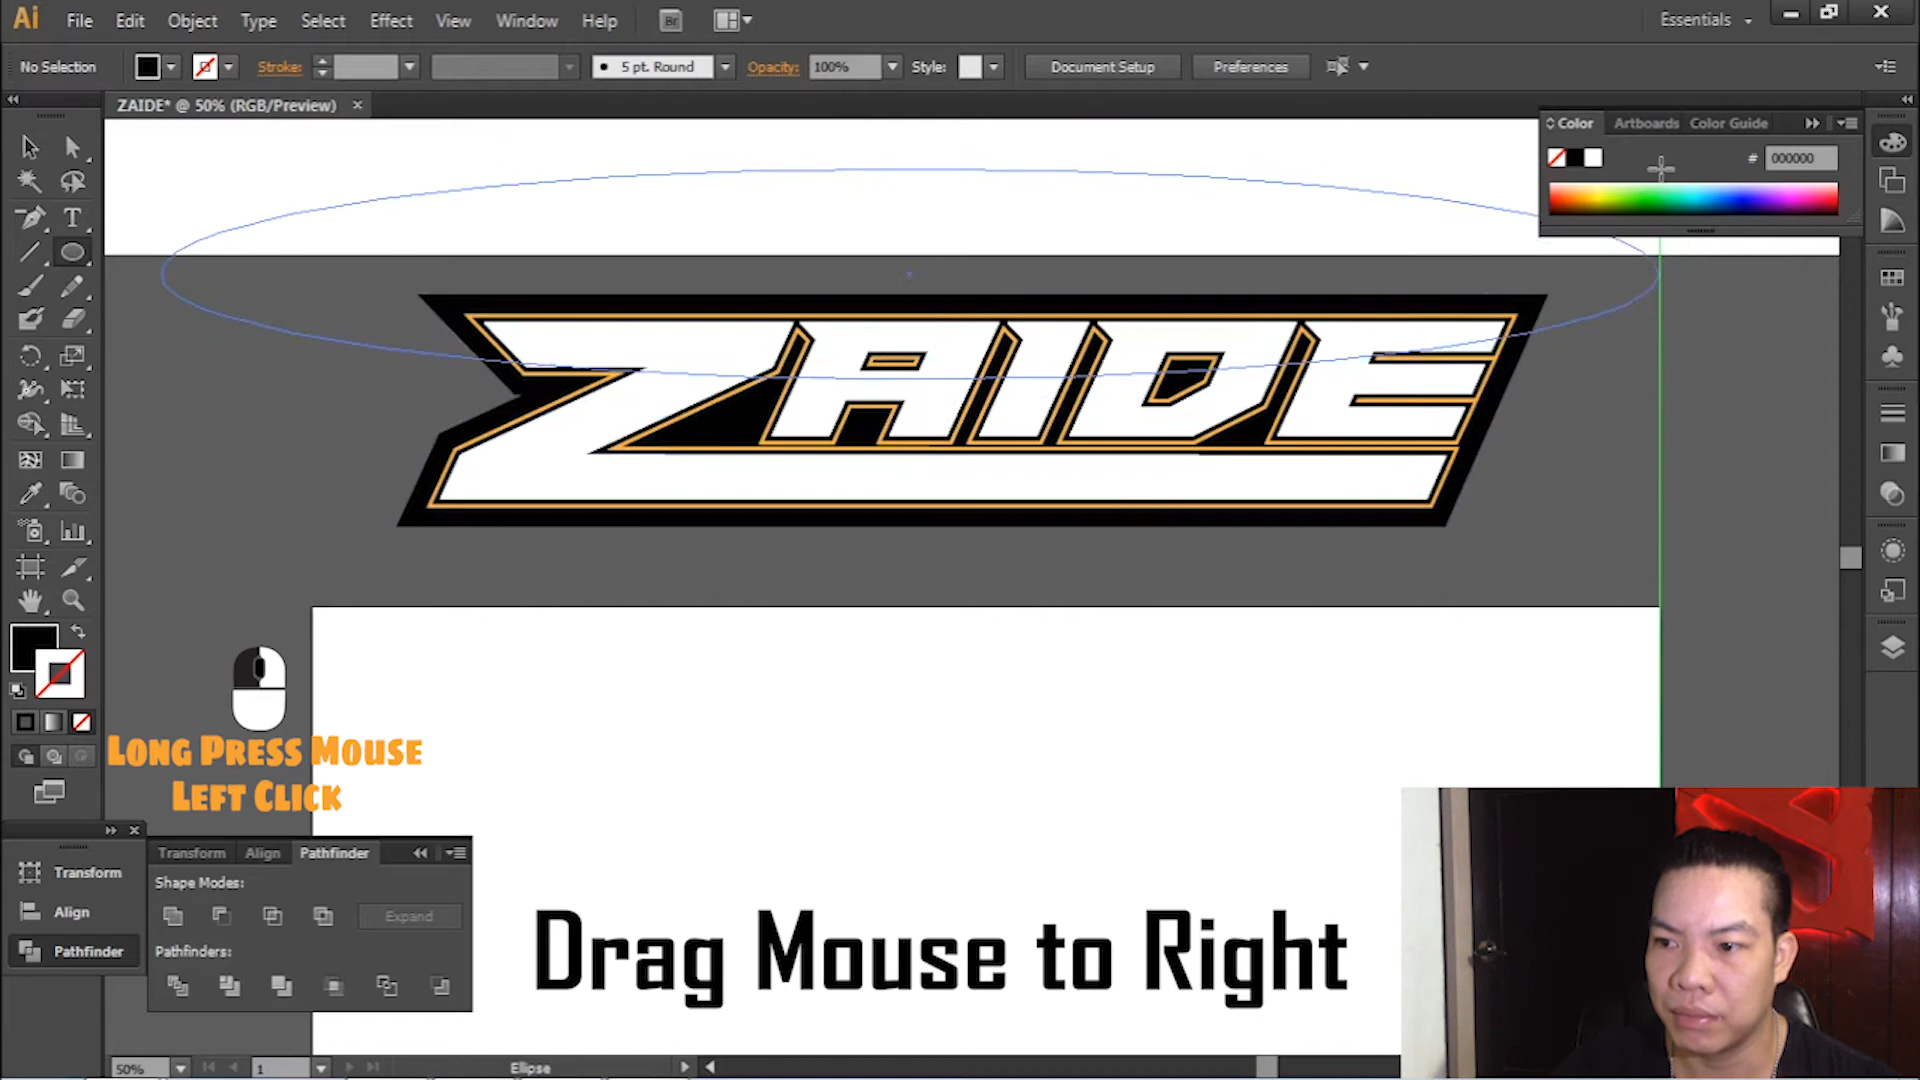 Ai File Edit Object Select Type Effect View Window Help Br Essentials
No Selection Stroke: 5 pt. Round Opacity: 100% Style: Document Setup Preferences
ZAIDE* @ 50% (RGB/Preview)
Color Artboards Color Guide
# 000000
ZAIDE
Long Press Mouse
Left Click
Transform Align Pathfinder
Shape Modes:
Expand
Pathfinders:
Transform
Align
Pathfinder
Drag Mouse to Right
50% 1 Ellipse